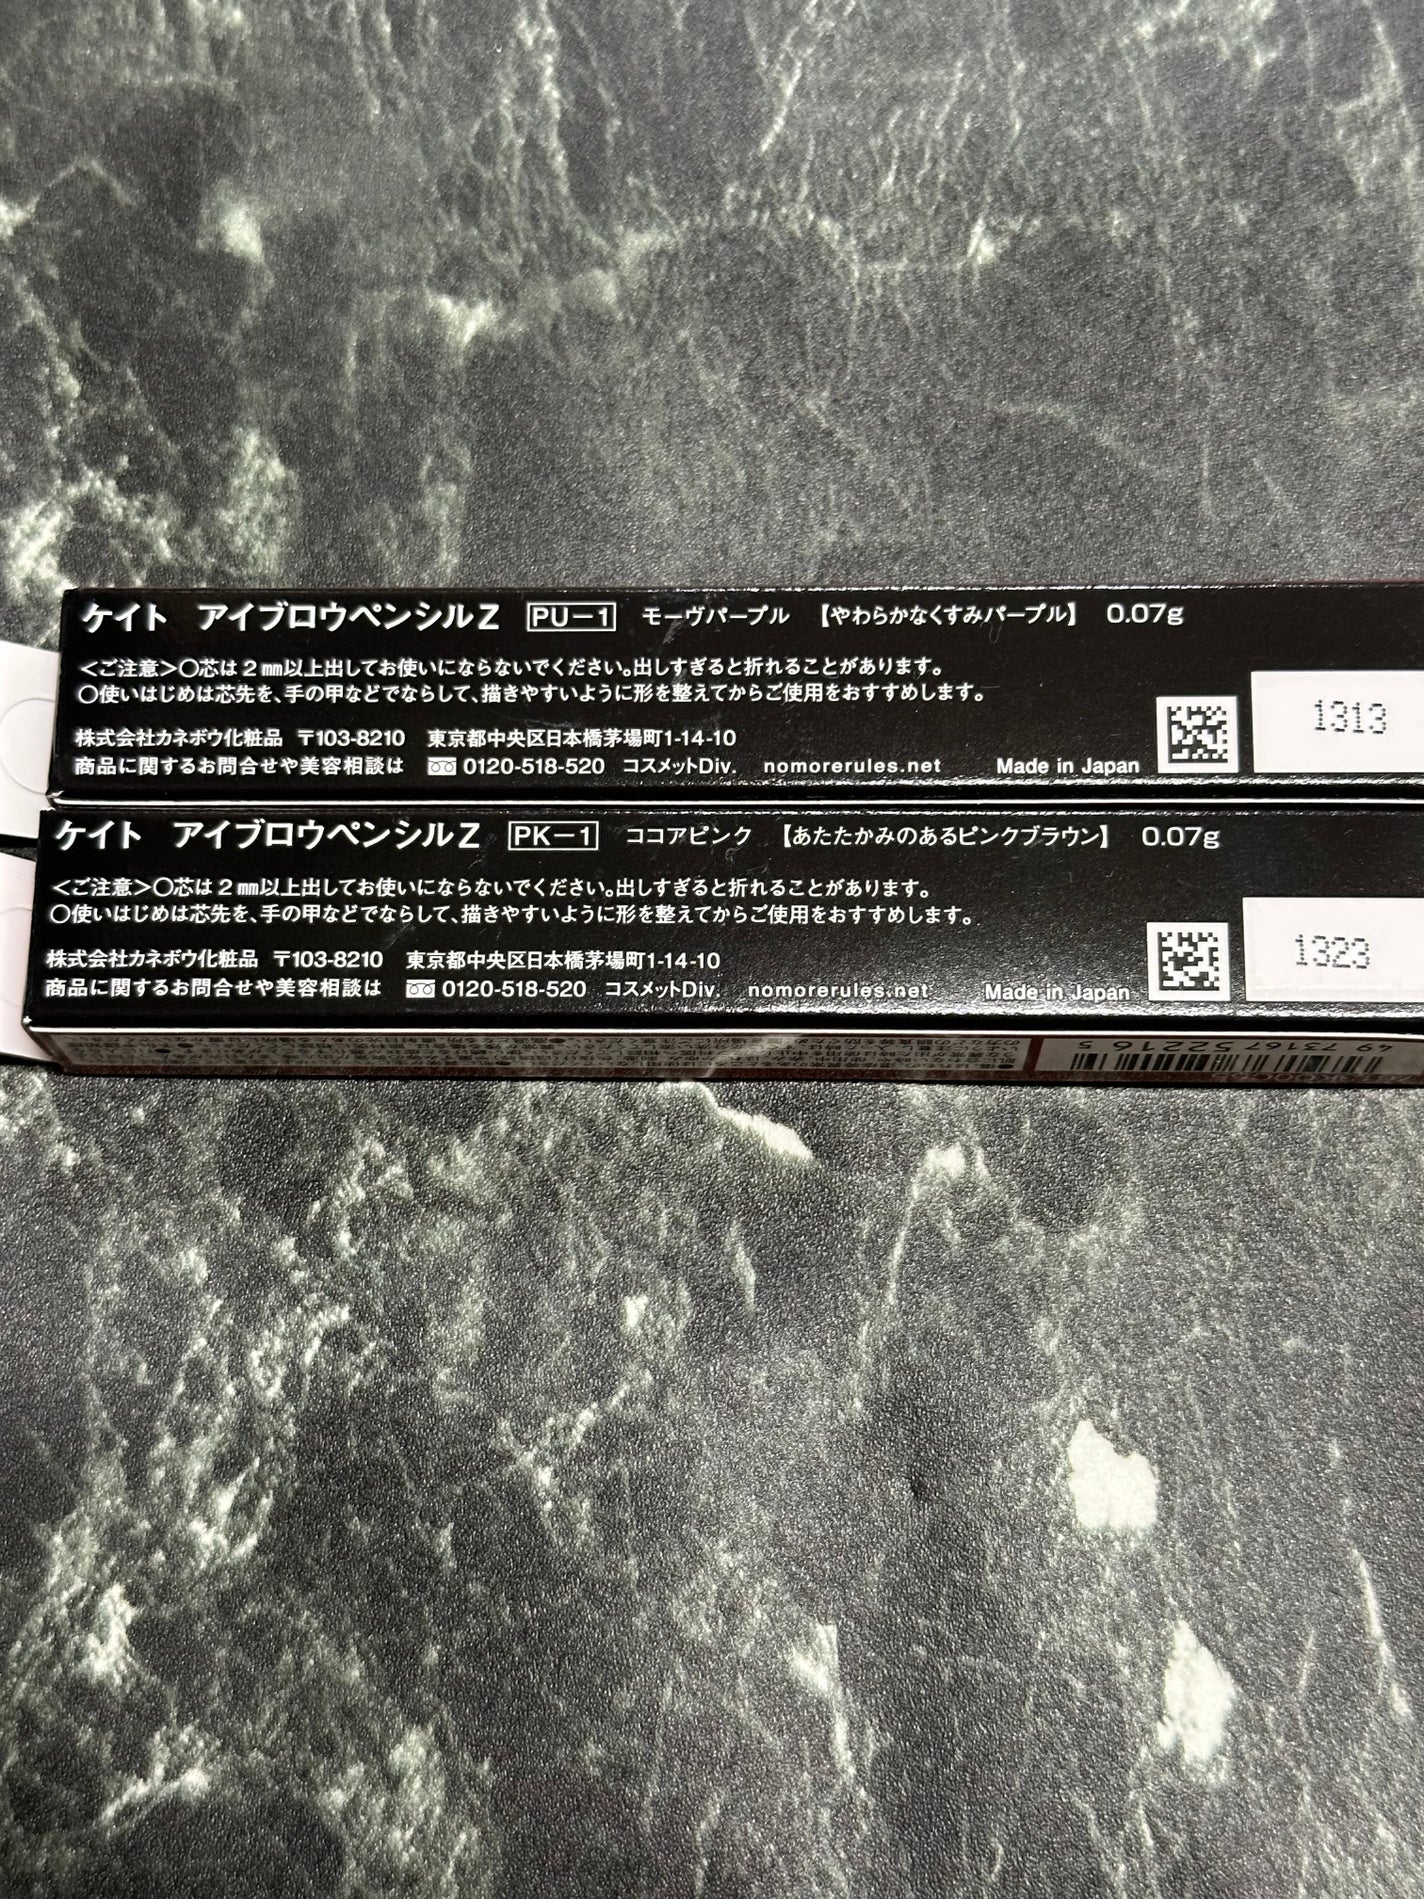 ケイト アイブロウペンシルZ PU-1 モーヴパープル 【やわらかなくすみパープル】 0.07g
<ご注意>○芯は2㎜以上出してお使いにならないでください。出しすぎると折れることがあります。
○使いはじめは芯先を、手の甲などでならして、描きやすいように形を整えてからご使用をおすすめします。
株式会社カネボウ化粧品 〒103-8210 東京都中央区日本橋茅場町1-14-10
商品に関するお問合せや美容相談は 0120-518-520 コスメットDiv. nomorerules.net Made in Japan
1313
ケイト アイブロウペンシルZ PK-1 ココアピンク 【あたたかみのあるピンクブラウン】 0.07g
<ご注意>○芯は2㎜以上出してお使いにならないでください。出しすぎると折れることがあります。
○使いはじめは芯先を、手の甲などでならして、描きやすいように形を整えてからご使用をおすすめします。
株式会社カネボウ化粧品 〒103-8210 東京都中央区日本橋茅場町1-14-10
商品に関するお問合せや美容相談は 0120-518-520 コスメットDiv. nomorerules.net Made in Japan
1323
49 73167 52216 5